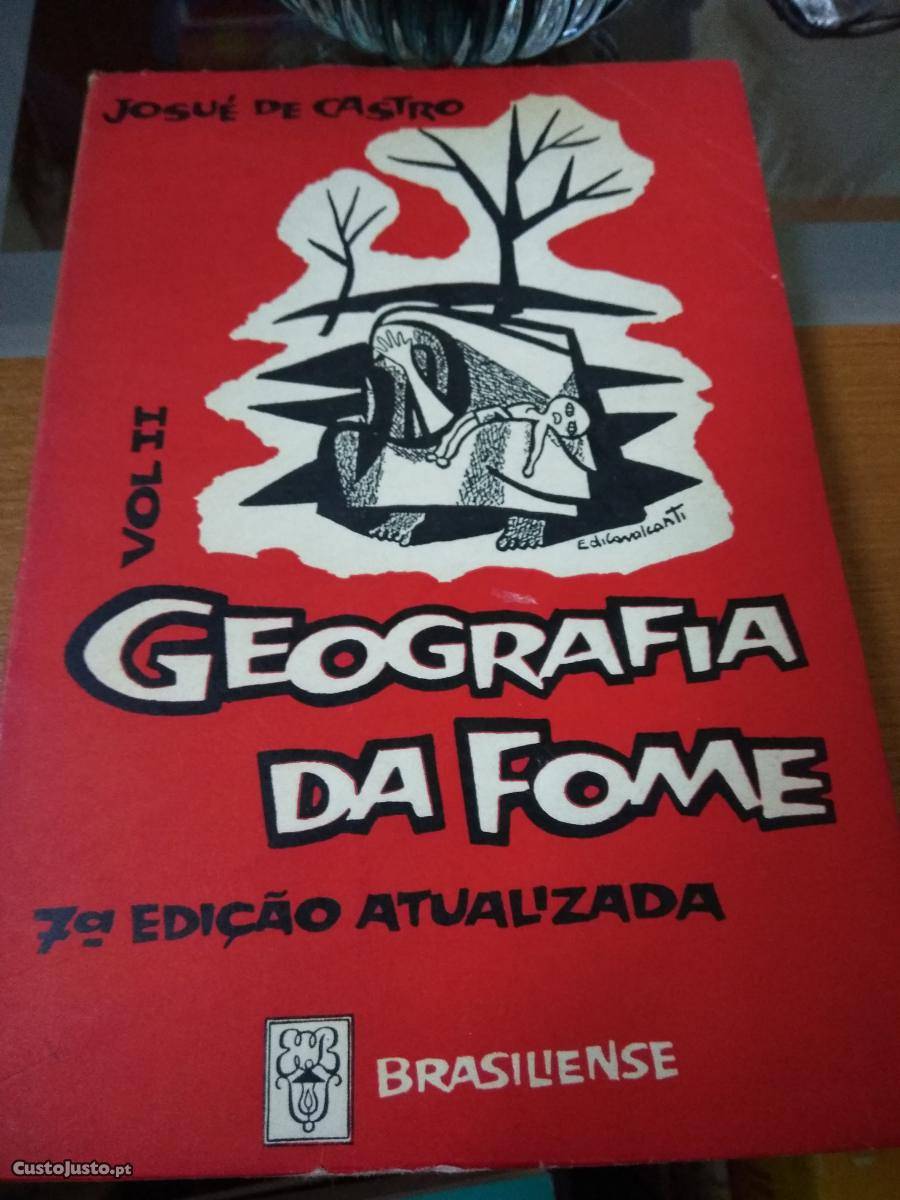 JOSUÉ DE CASTRO
VOL II
EdiCavalcanti
GEOGRAFIA
DA FOME
7ª EDIÇÃO ATUALIZADA
BRASILIENSE
CustoJusto.pt